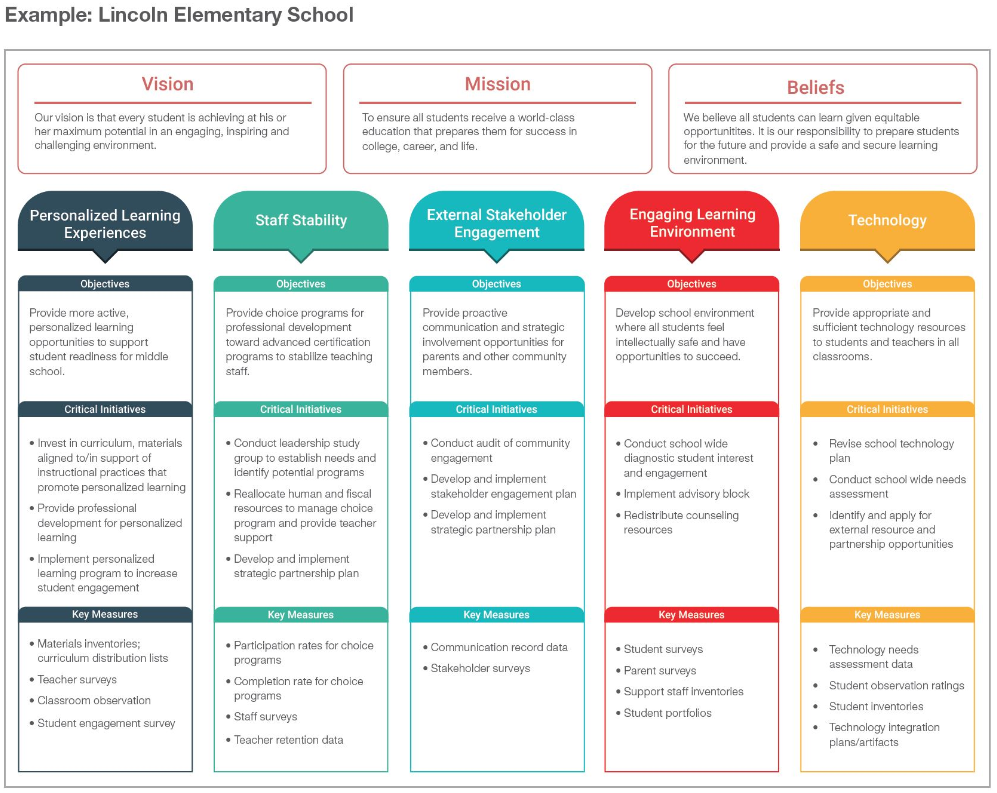 Example: Lincoln Elementary School
Vision
Our vision is that every student is achieving at his or
her maximum potential in an engaging, inspiring and
challenging environment.
Mission
To ensure all students receive a world-class
education that prepares them for success in
college, career, and life.
Beliefs
We believe all students can learn given equitable
opportunitites. It is our responsibility to prepare students
for the future and provide a safe and secure learning
environment.
Personalized Learning
Experiences
Objectives
Provide more active,
personalized learning
opportunities to support
student readiness for middle
school.
Critical Initiatives
• Invest in curriculum, materials
aligned to/in support of
instructional practices that
promote personalized learning
• Provide professional
development for personalized
learning
• Implement personalized
learning program to increase
student engagement
Key Measures
• Materials inventories;
curriculum distribution lists
• Teacher surveys
• Classroom observation
• Student engagement survey
Staff Stability
Objectives
Provide choice programs for
professional development
toward advanced certification
programs to stabilize teaching
staff.
Critical Initiatives
• Conduct leadership study
group to establish needs and
identify potential programs
• Reallocate human and fiscal
resources to manage choice
program and provide teacher
support
• Develop and implement
strategic partnership plan
Key Measures
• Participation rates for choice
programs
• Completion rate for choice
programs
• Staff surveys
• Teacher retention data
External Stakeholder
Engagement
Objectives
Provide proactive
communication and strategic
involvement opportunities for
parents and other community
members.
Critical Initiatives
• Conduct audit of community
engagement
• Develop and implement
stakeholder engagement plan
• Develop and implement
strategic partnership plan
Key Measures
• Communication record data
• Stakeholder surveys
Engaging Learning
Environment
Objectives
Develop school environment
where all students feel
intellectually safe and have
opportunities to succeed.
Critical Initiatives
• Conduct school wide
diagnostic student interest
and engagement
• Implement advisory block
• Redistribute counseling
resources
Key Measures
• Student surveys
• Parent surveys
• Support staff inventories
• Student portfolios
Technology
Objectives
Provide appropriate and
sufficient technology resources
to students and teachers in all
classrooms.
Critical Initiatives
• Revise school technology
plan
• Conduct school wide needs
assessment
• Identify and apply for
external resource and
partnership opportunities
Key Measures
• Technology needs
assessment data
• Student observation ratings
• Student inventories
• Technology integration
plans/artifacts